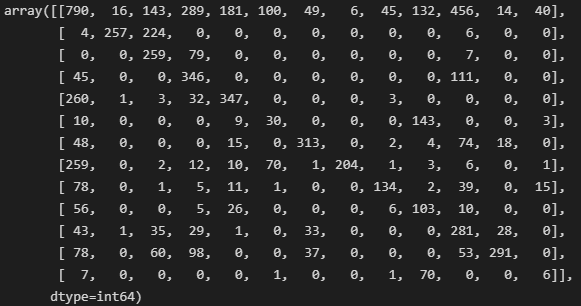 array([[790, 16, 143, 289, 181, 100, 49, 6, 45, 132, 456, 14, 40],
[ 4, 257, 224, 0, 0, 0, 0, 0, 0, 0, 6, 0, 0],
[ 0, 0, 259, 79, 0, 0, 0, 0, 0, 0, 7, 0, 0],
[ 45, 0, 0, 346, 0, 0, 0, 0, 0, 0, 111, 0, 0],
[260, 1, 3, 32, 347, 0, 0, 0, 3, 0, 0, 0, 0],
[ 10, 0, 0, 0, 9, 30, 0, 0, 0, 143, 0, 0, 3],
[ 48, 0, 0, 0, 15, 0, 313, 0, 2, 4, 74, 18, 0],
[259, 0, 2, 12, 10, 70, 1, 204, 1, 3, 6, 0, 1],
[ 78, 0, 1, 5, 11, 1, 0, 0, 134, 2, 39, 0, 15],
[ 56, 0, 0, 5, 26, 0, 0, 0, 6, 103, 10, 0, 0],
[ 43, 1, 35, 29, 1, 0, 33, 0, 0, 0, 281, 28, 0],
[ 78, 0, 60, 98, 0, 0, 37, 0, 0, 0, 53, 291, 0],
[ 7, 0, 0, 0, 0, 1, 0, 0, 1, 70, 0, 0, 6]],
dtype=int64)